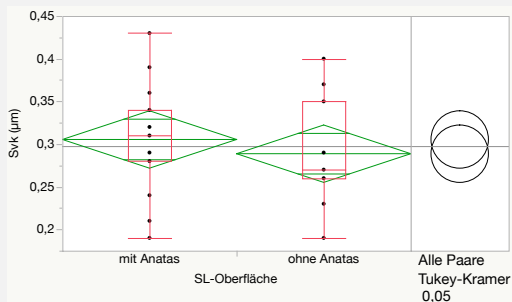 0,45
0,4
0,35
0,3
0,25
0,2
Svk (µm)
mit Anatas
ohne Anatas
SL-Oberfläche
Alle Paare
Tukey-Kramer
0,05